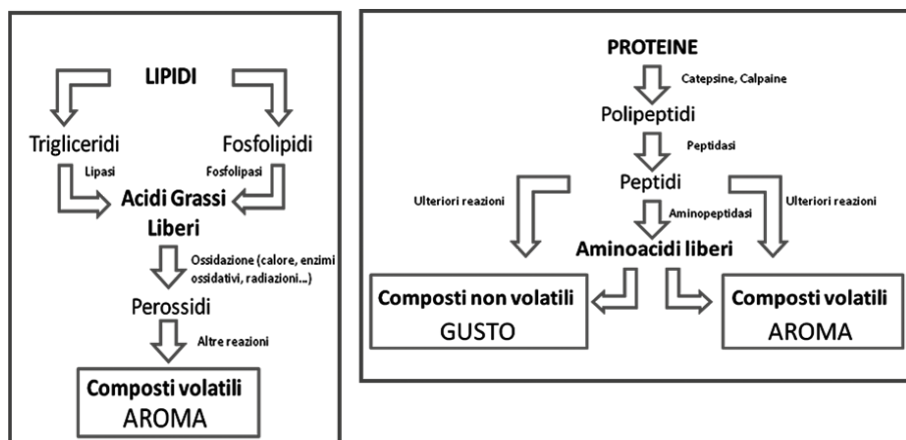 LIPIDI
Trigliceridi
Fosfolipidi
Lipasi
Fosfolipasi
Acidi Grassi
Liberi
Ossidazione (calore, enzimi
ossidativi, radiazioni...)
Perossidi
Altre reazioni
Composti volatili
AROMA
PROTEINE
Catepsine, Calpaine
Polipeptidi
Peptidasi
Peptidi
Ulteriori reazioni
Aminopeptidasi
Ulteriori reazioni
Aminoacidi liberi
Composti non volatili
GUSTO
Composti volatili
AROMA